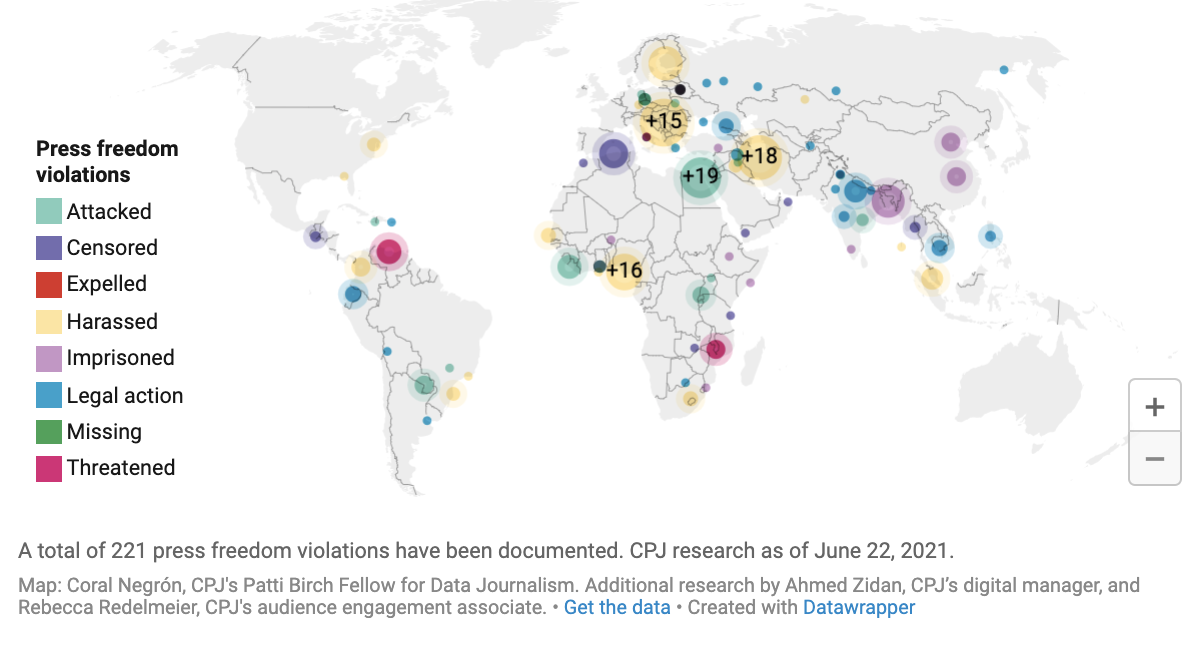 Press freedom
violations
Attacked
Censored
Expelled
Harassed
Imprisoned
Legal action
Missing
Threatened
+15
+18
+19
+16
+
−
A total of 221 press freedom violations have been documented. CPJ research as of June 22, 2021.
Map: Coral Negrón, CPJ's Patti Birch Fellow for Data Journalism. Additional research by Ahmed Zidan, CPJ’s digital manager, and
Rebecca Redelmeier, CPJ's audience engagement associate. • Get the data • Created with Datawrapper